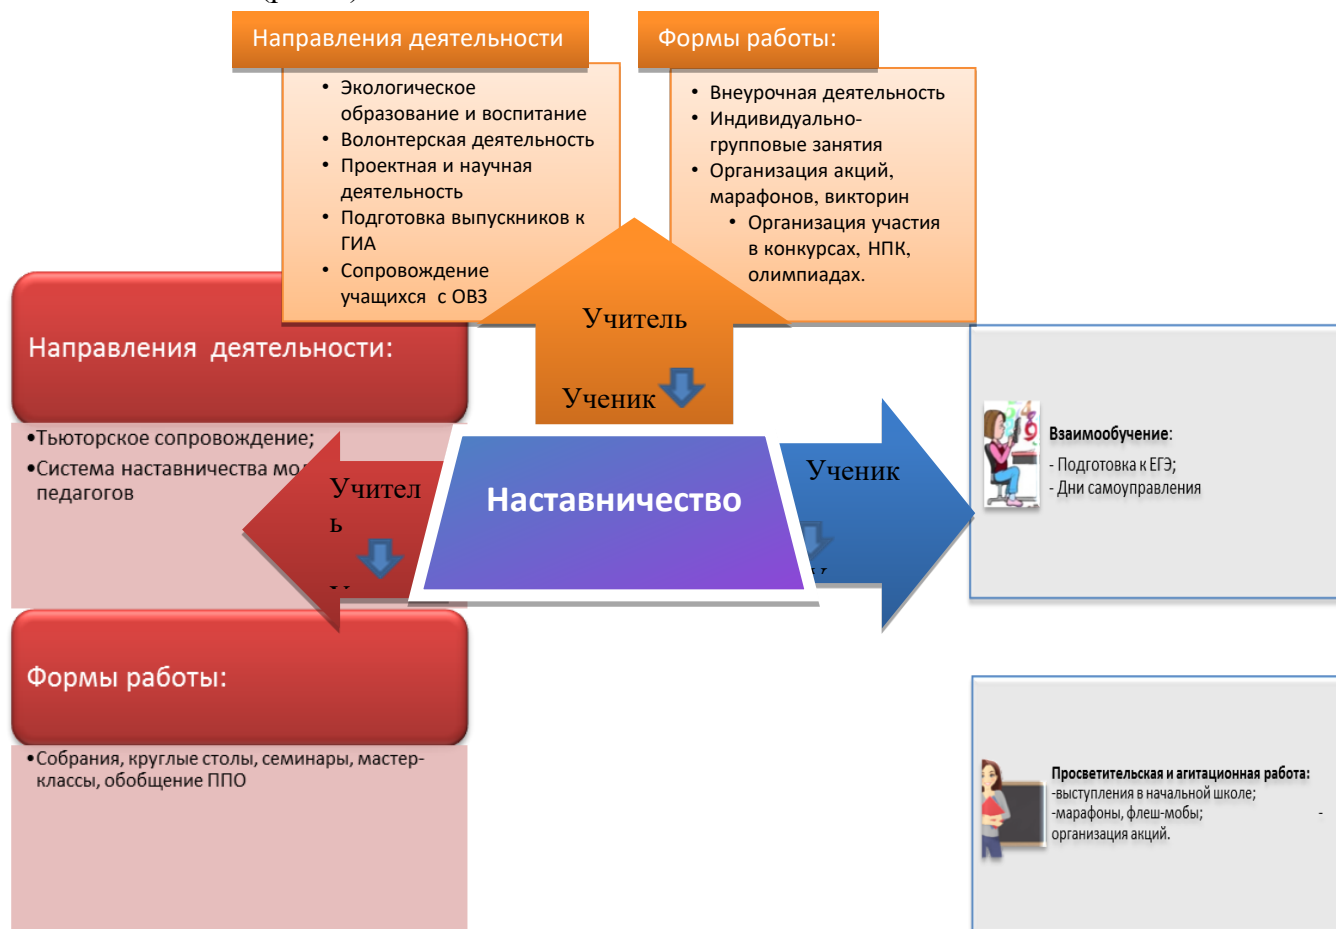 Направления деятельности
• Экологическое
образование и воспитание
• Волонтерская деятельность
• Проектная и научная
деятельность
• Подготовка выпускников к
ГИА
• Сопровождение
учащихся с ОВЗ
Формы работы:
• Внеурочная деятельность
• Индивидуально-
групповые занятия
• Организация акций,
марафонов, викторин
• Организация участия
в конкурсах, НПК,
олимпиадах.
Учитель
Ученик
Направления деятельности:
•Тьюторское сопровождение;
•Система наставничества
педагогов
Учител
ь
Наставничество
Ученик
У
Взаимообучение:
- Подготовка к ЕГЭ;
- Дни самоуправления
Формы работы:
•Собрания, круглые столы, семинары, мастер-
классы, обобщение ППО
Просветительская и агитационная работа:
-выступления в начальной школе;
-марафоны, флеш-мобы; -
организация акций.